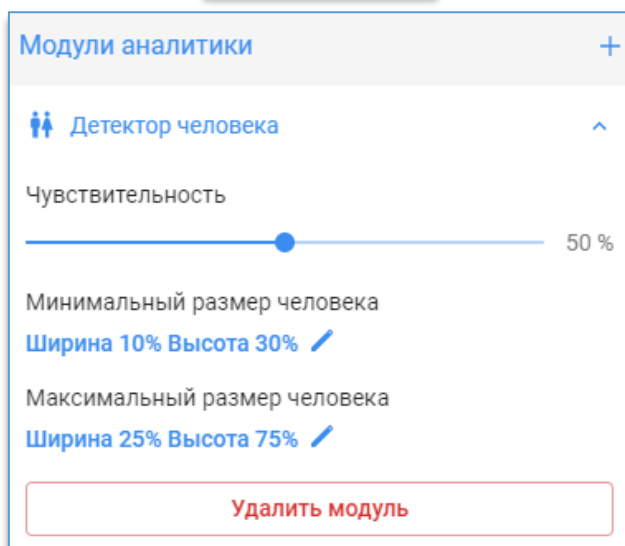 Модули аналитики
Детектор человека
Чувствительность
50 %
Минимальный размер человека
Ширина 10% Высота 30%
Максимальный размер человека
Ширина 25% Высота 75%
Удалить модуль